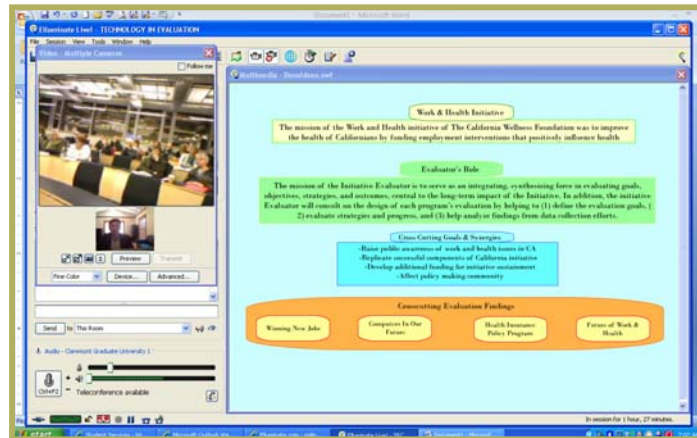 Document1 - Microsoft Word
Elluminate Live! - TECHNOLOGY IN EVALUATION
File Session View Tools Window Help
Video - Multiple Cameras
Follow me
Preview
Transmit
Fine Color
Device...
Advanced...
Send to This Room
Audio - Claremont Graduate University 1
Ctrl+F2
Teleconference available
Multimedia - Donaldson.swf
Work & Health Initiative
The mission of the Work and Health initiative of The California Wellness Foundation was to improve
the health of Californians by funding employment interventions that positively influence health
Evaluator's Role
The mission of the Initiative Evaluator is to serve as an integrating, synthesizing force in evaluating goals,
objectives, strategies, and outcomes, central to the long-term impact of the Initiative. In addition, the initiative
Evaluator will consult on the design of each program's evaluation by helping to (1) define the evaluation goals, (
2) evaluate strategies and progress, and (3) help analyze findings from data collection efforts.
Cross Cutting Goals & Synergies
-Raise public awareness of work and health issues in CA
-Replicate successful components of California initiative
-Develop additional funding for initiative sustainment
-Affect policy making community
Crosscutting Evaluation Findings
Winning New Jobs
Computers In Our
Future
Health Insurance
Policy Program
Future of Work &
Health
In session for 1 hour, 27 minutes.
start